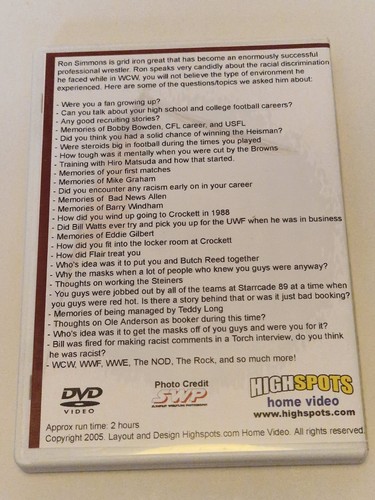 Ron Simmons is grid iron great that has become an enormously successful
professional wrestler. Ron speaks very candidly about the racial discrimination
he faced while in WCW, you will not believe the type of environment he
experienced. Here are some of the questions/topics we asked him about:
- Were you a fan growing up?
- Can you talk about your high school and college football careers?
- Any good recruiting stories?
- Memories of Bobby Bowden, CFL career, and USFL
- Did you think you had a solid chance of winning the Heisman?
- Were steroids big in football during the times you played
- How tough was it mentally when you were cut by the Browns
- Training with Hiro Matsuda and how that started.
- Memories of your first matches
- Memories of Mike Graham
- Did you encounter any racism early on in your career
- Memories of Bad News Allen
- Memories of Barry Windham
- How did you wind up going to Crockett in 1988
- Did Bill Watts ever try and pick you up for the UWF when he was in business
- Memories of Eddie Gilbert
- How did you fit into the locker room at Crockett
- How did Flair treat you
- Who's idea was it to put you and Butch Reed together
- Why the masks when a lot of people knew you guys were anyway?
- Thoughts on working the Steiners
- You guys were jobbed out by all of the teams at Starrcade 89 at a time when
you guys were red hot. Is there a story behind that or was it just bad booking?
- Memories of being managed by Teddy Long
- Thoughts on Ole Anderson as booker during this time?
- Who's idea was it to get the masks off of you guys and were you for it?
- Bill was fired for making racist comments in a Torch interview, do you think
he was racist?
- WCW, WWF, WWE, The NOD, The Rock, and so much more!
DVD
VIDEO
Photo Credit
SWP
HIGHSPOTS
home video
www.highspots.com
Approx run time: 2 hours
Copyright 2005. Layout and Design Highspots.com Home Video. All rights reserved.